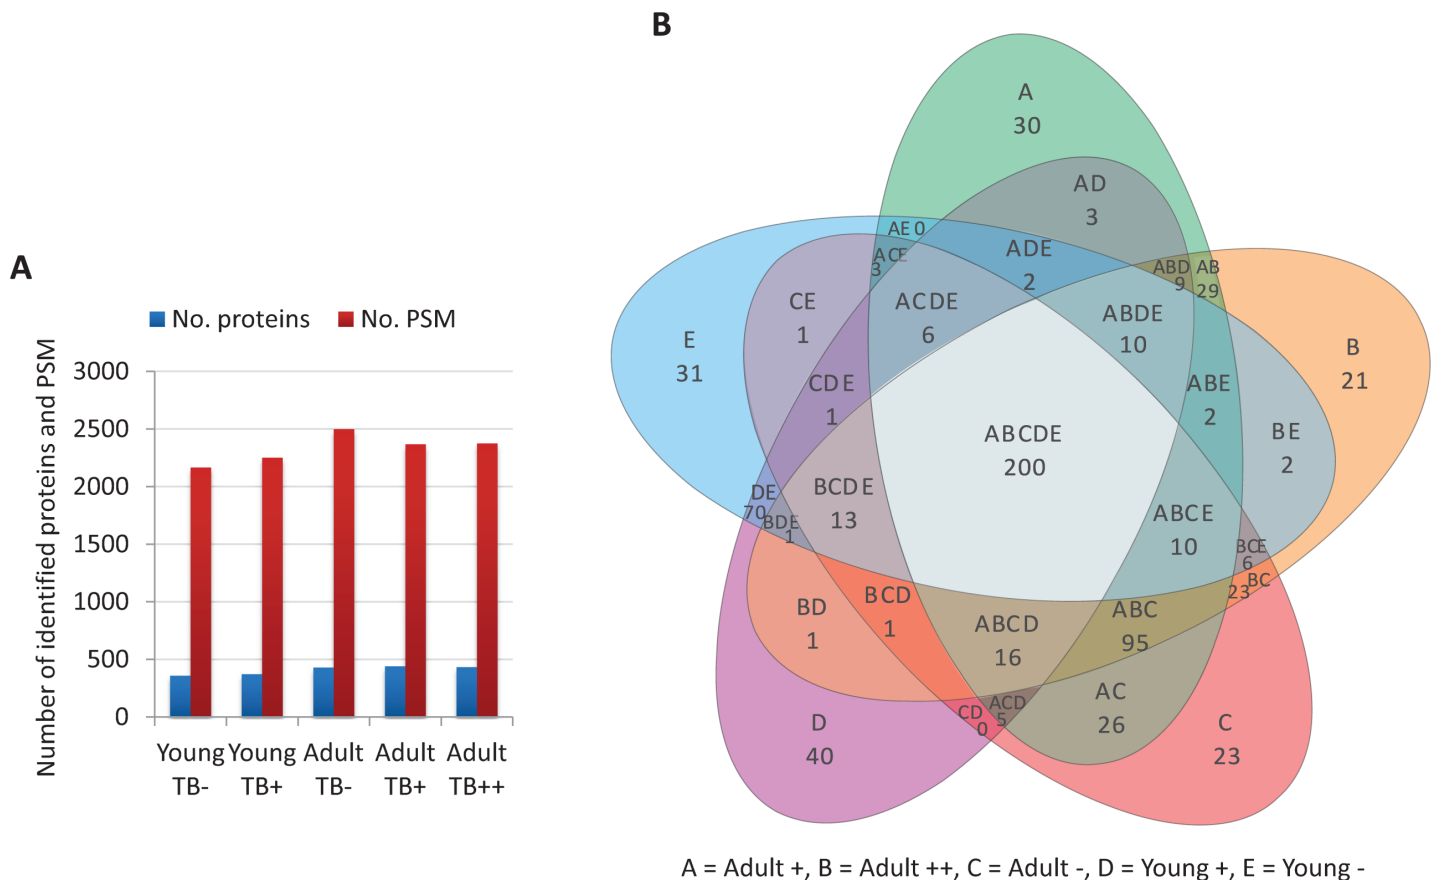 A
No. proteins No. PSM
Number of identified proteins and PSM
3000
2500
2000
1500
1000
500
0
Young Young Adult Adult Adult
TB- TB+ TB- TB+ TB++
B
A
30
AD
3
AE 0
ACE
3
ADE
2
ABD
9
AB
29
CE
1
ACDE
6
ABDE
10
E
31
B
21
CDE
1
ABE
2
BE
2
ABCDE
200
DE
70
BDE
1
BCDE
13
ABCE
10
BCE
6
BC
23
BD
1
BCD
1
ABCD
16
ABC
95
CD
0
ACD
5
AC
26
D
40
C
23
A = Adult +, B = Adult ++, C = Adult -, D = Young +, E = Young -